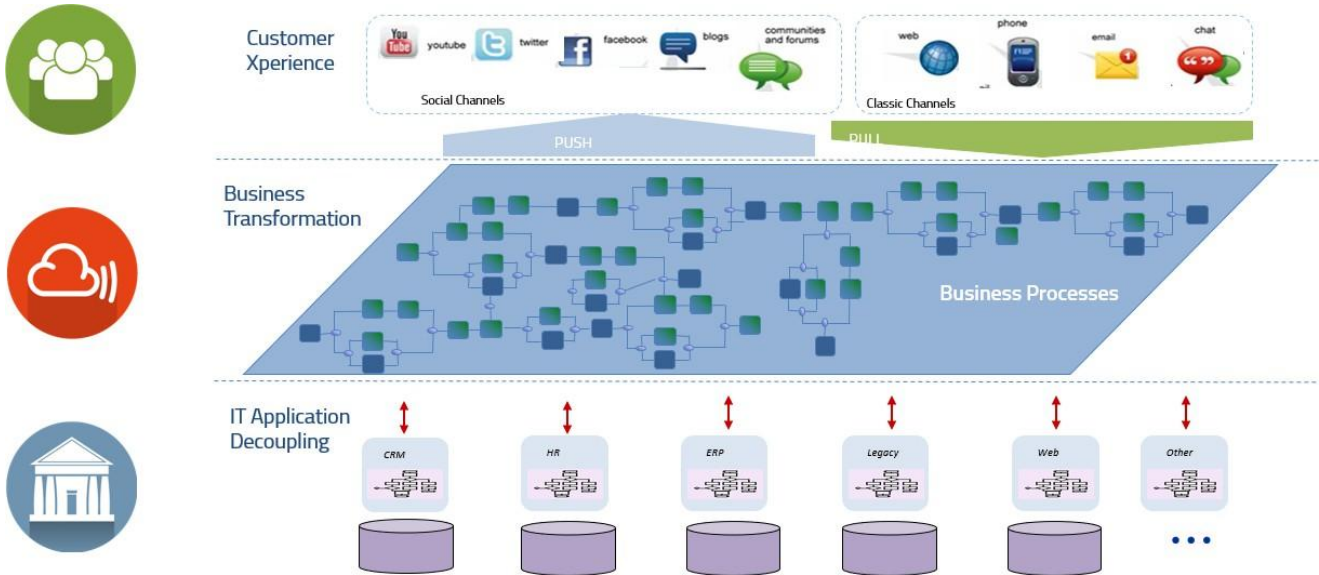 Customer
Xperience
You
Tube
youtube
twitter
facebook
blogs
communities
and forums
Social Channels
web
phone
email
1
chat
Classic Channels
PUSH
PULL
Business
Transformation
Business Processes
IT Application
Decoupling
CRM
HR
ERP
Legacy
Web
Other